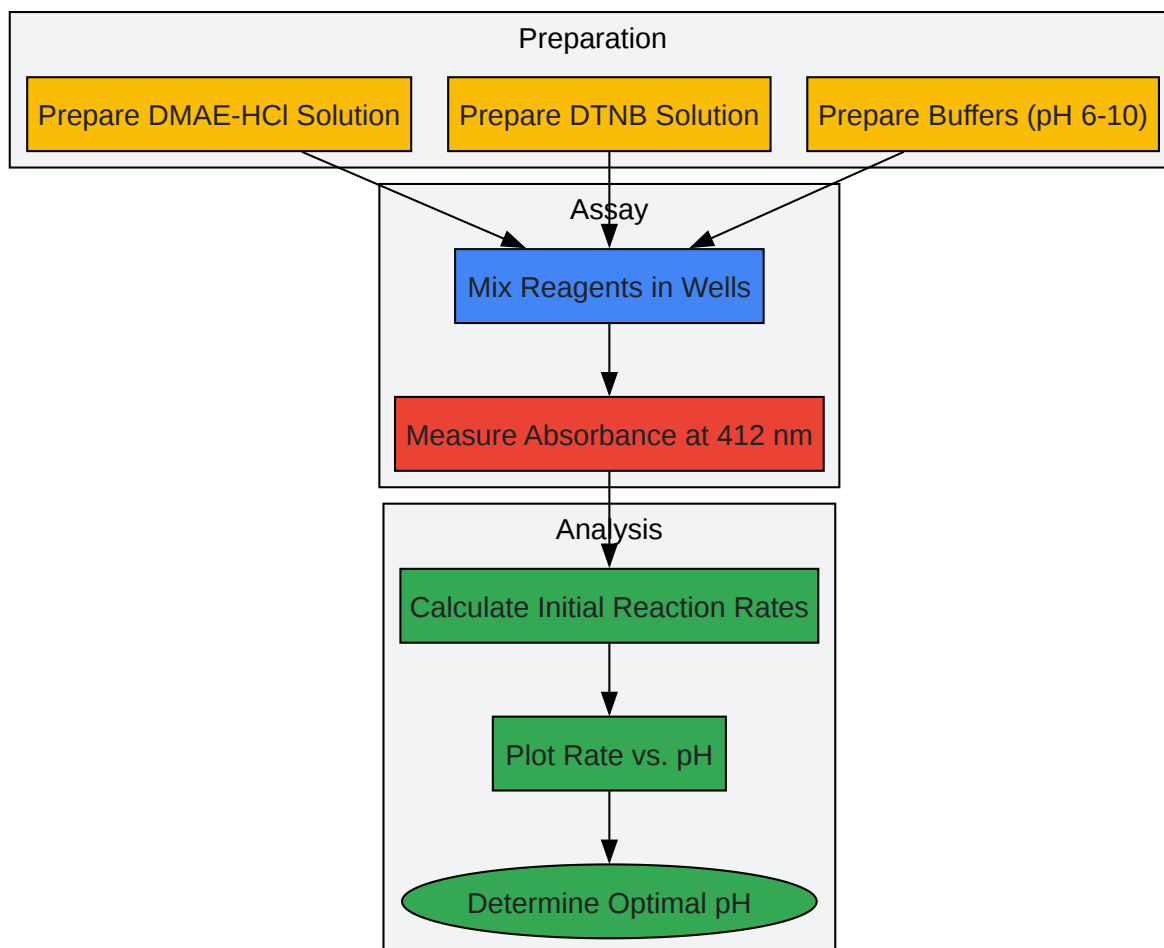 Preparation
Prepare DMAE-HCl Solution
Prepare DTNB Solution
Prepare Buffers (pH 6-10)
Assay
Mix Reagents in Wells
Measure Absorbance at 412 nm
Analysis
Calculate Initial Reaction Rates
Plot Rate vs. pH
Determine Optimal pH